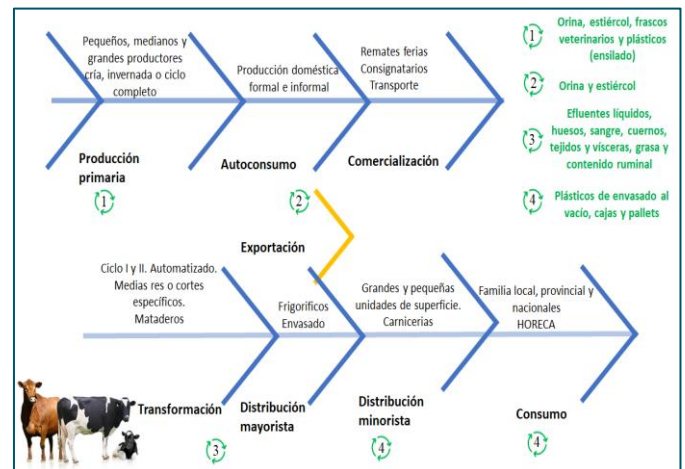 Pequeños, medianos y
grandes productores
cría, invernada o ciclo
completo
Producción doméstica
formal e informal
Remates ferias
Consignatarios
Transporte
Producción
primaria
1
Autoconsumo
2
Comercialización
1
Orina, estiércol, frascos
veterinarios y plásticos
(ensilado)
2
Orina y estiércol
3
Efluentes líquidos,
huesos, sangre, cuernos,
tejidos y vísceras, grasa y
contenido ruminal
4
Plásticos de envasado al
vacío, cajas y pallets
Exportación
Ciclo I y II. Automatizado.
Medias res o cortes
específicos.
Mataderos
Frigoríficos
Envasado
Grandes y pequeñas
unidades de superficie.
Carnicerias
Familia local, provincial y
nacionales
HORECA
Transformación
3
Distribución
mayorista
Distribución
minorista
4
Consumo
4